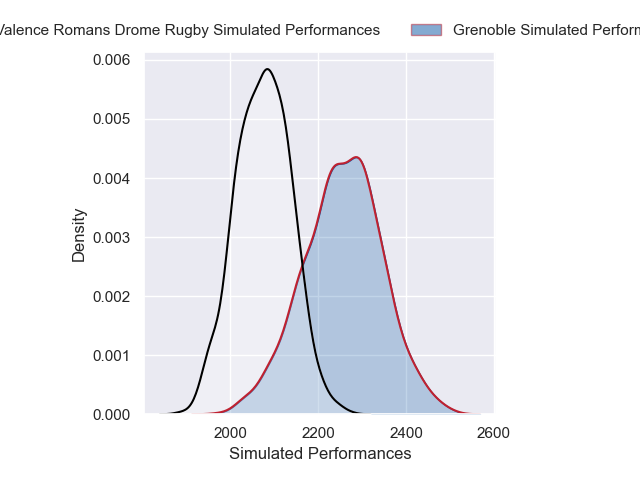 Valence Romans Drome Rugby Simulated Performances
Grenoble Simulated
0.006
0.005
0.004
0.003
0.002
0.001
0.000
Density
2000 2200 2400 2600
Simulated Performances